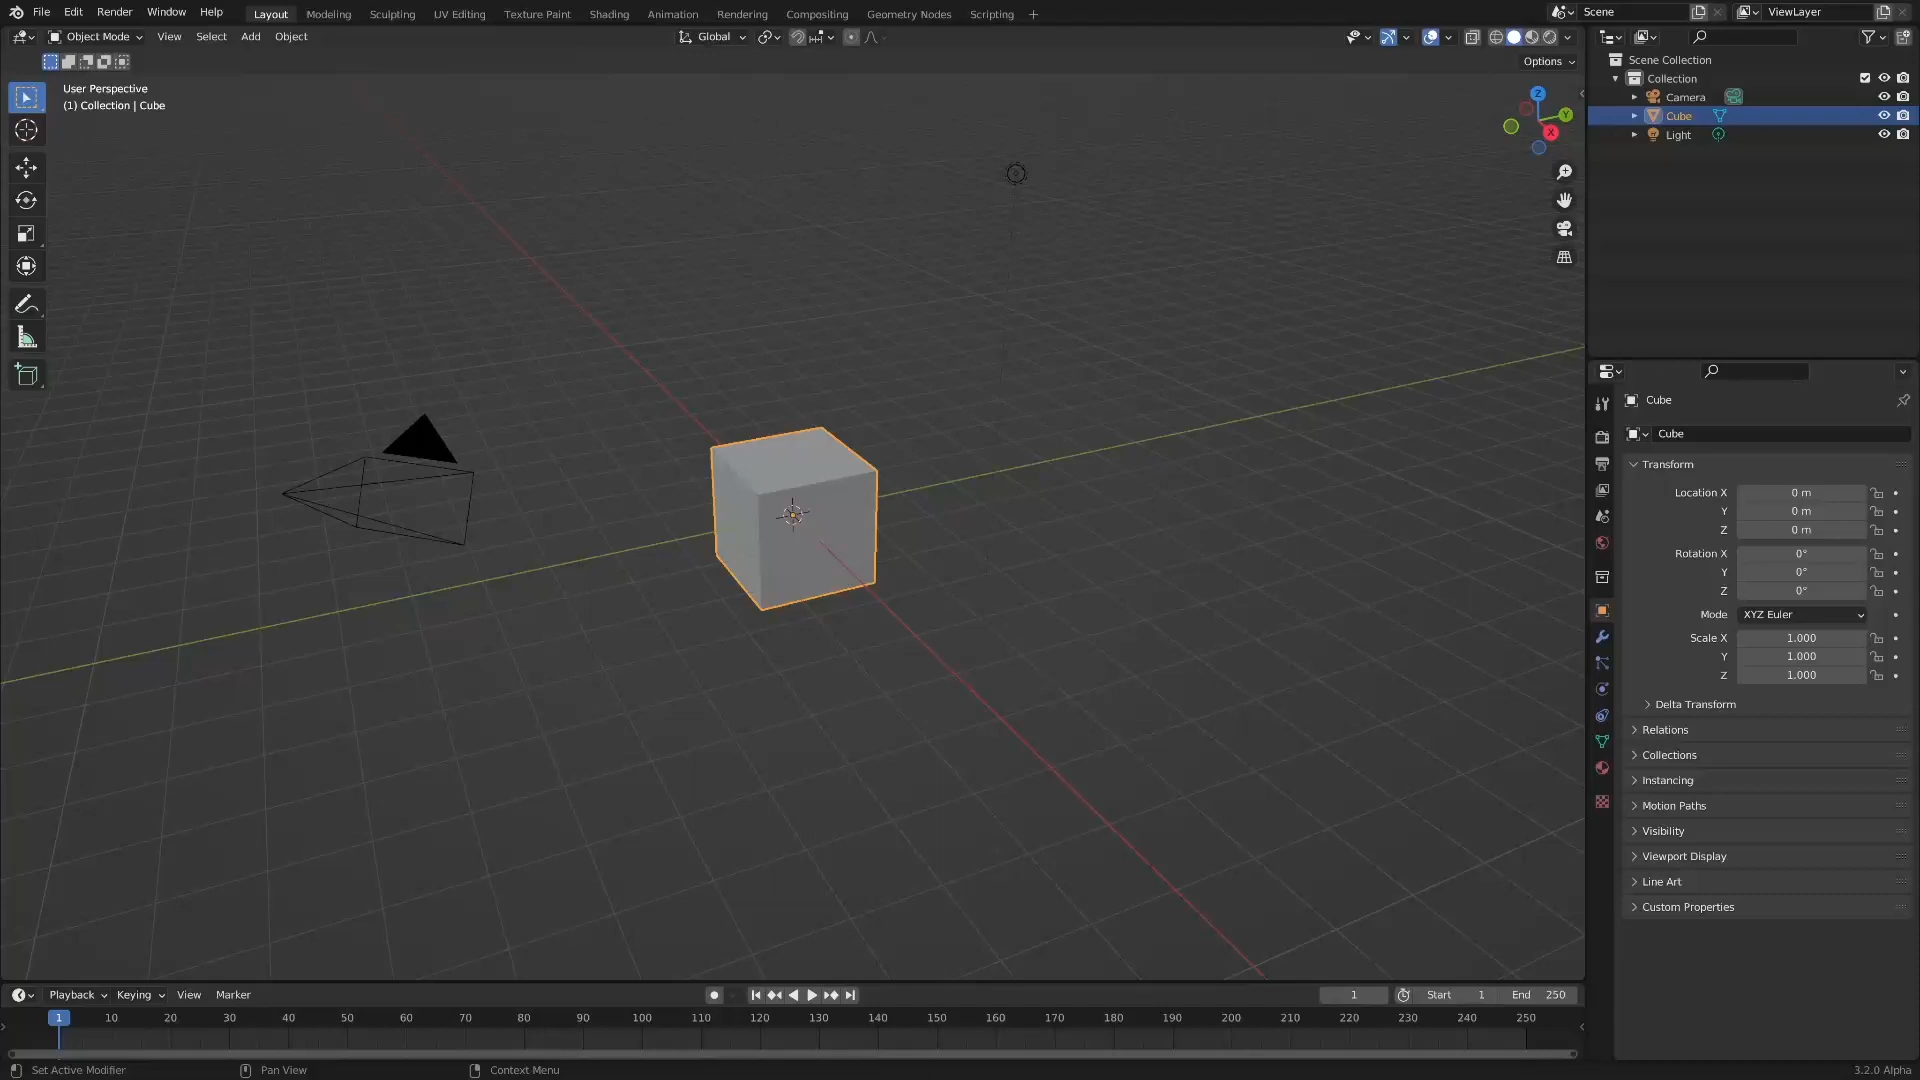 File Edit Render Window Help Layout Modeling Sculpting UV Editing Texture Paint Shading Animation Rendering Compositing Geometry Nodes Scripting + Scene ViewLayer
Object Mode View Select Add Object Global
Options
User Perspective
(1) Collection | Cube
Z
Y
X
Scene Collection
Collection
Camera
Cube
Light
Cube
Cube
Transform
Location X 0 m
Y 0 m
Z 0 m
Rotation X 0°
Y 0°
Z 0°
Mode XYZ Euler
Scale X 1.000
Y 1.000
Z 1.000
Delta Transform
Relations
Collections
Instancing
Motion Paths
Visibility
Viewport Display
Line Art
Custom Properties
Playback Keying View Marker 1 Start 1 End 250
1 10 20 30 40 50 60 70 80 90 100 110 120 130 140 150 160 170 180 190 200 210 220 230 240 250
Set Active Modifier Pan View Context Menu 3.2.0 Alpha